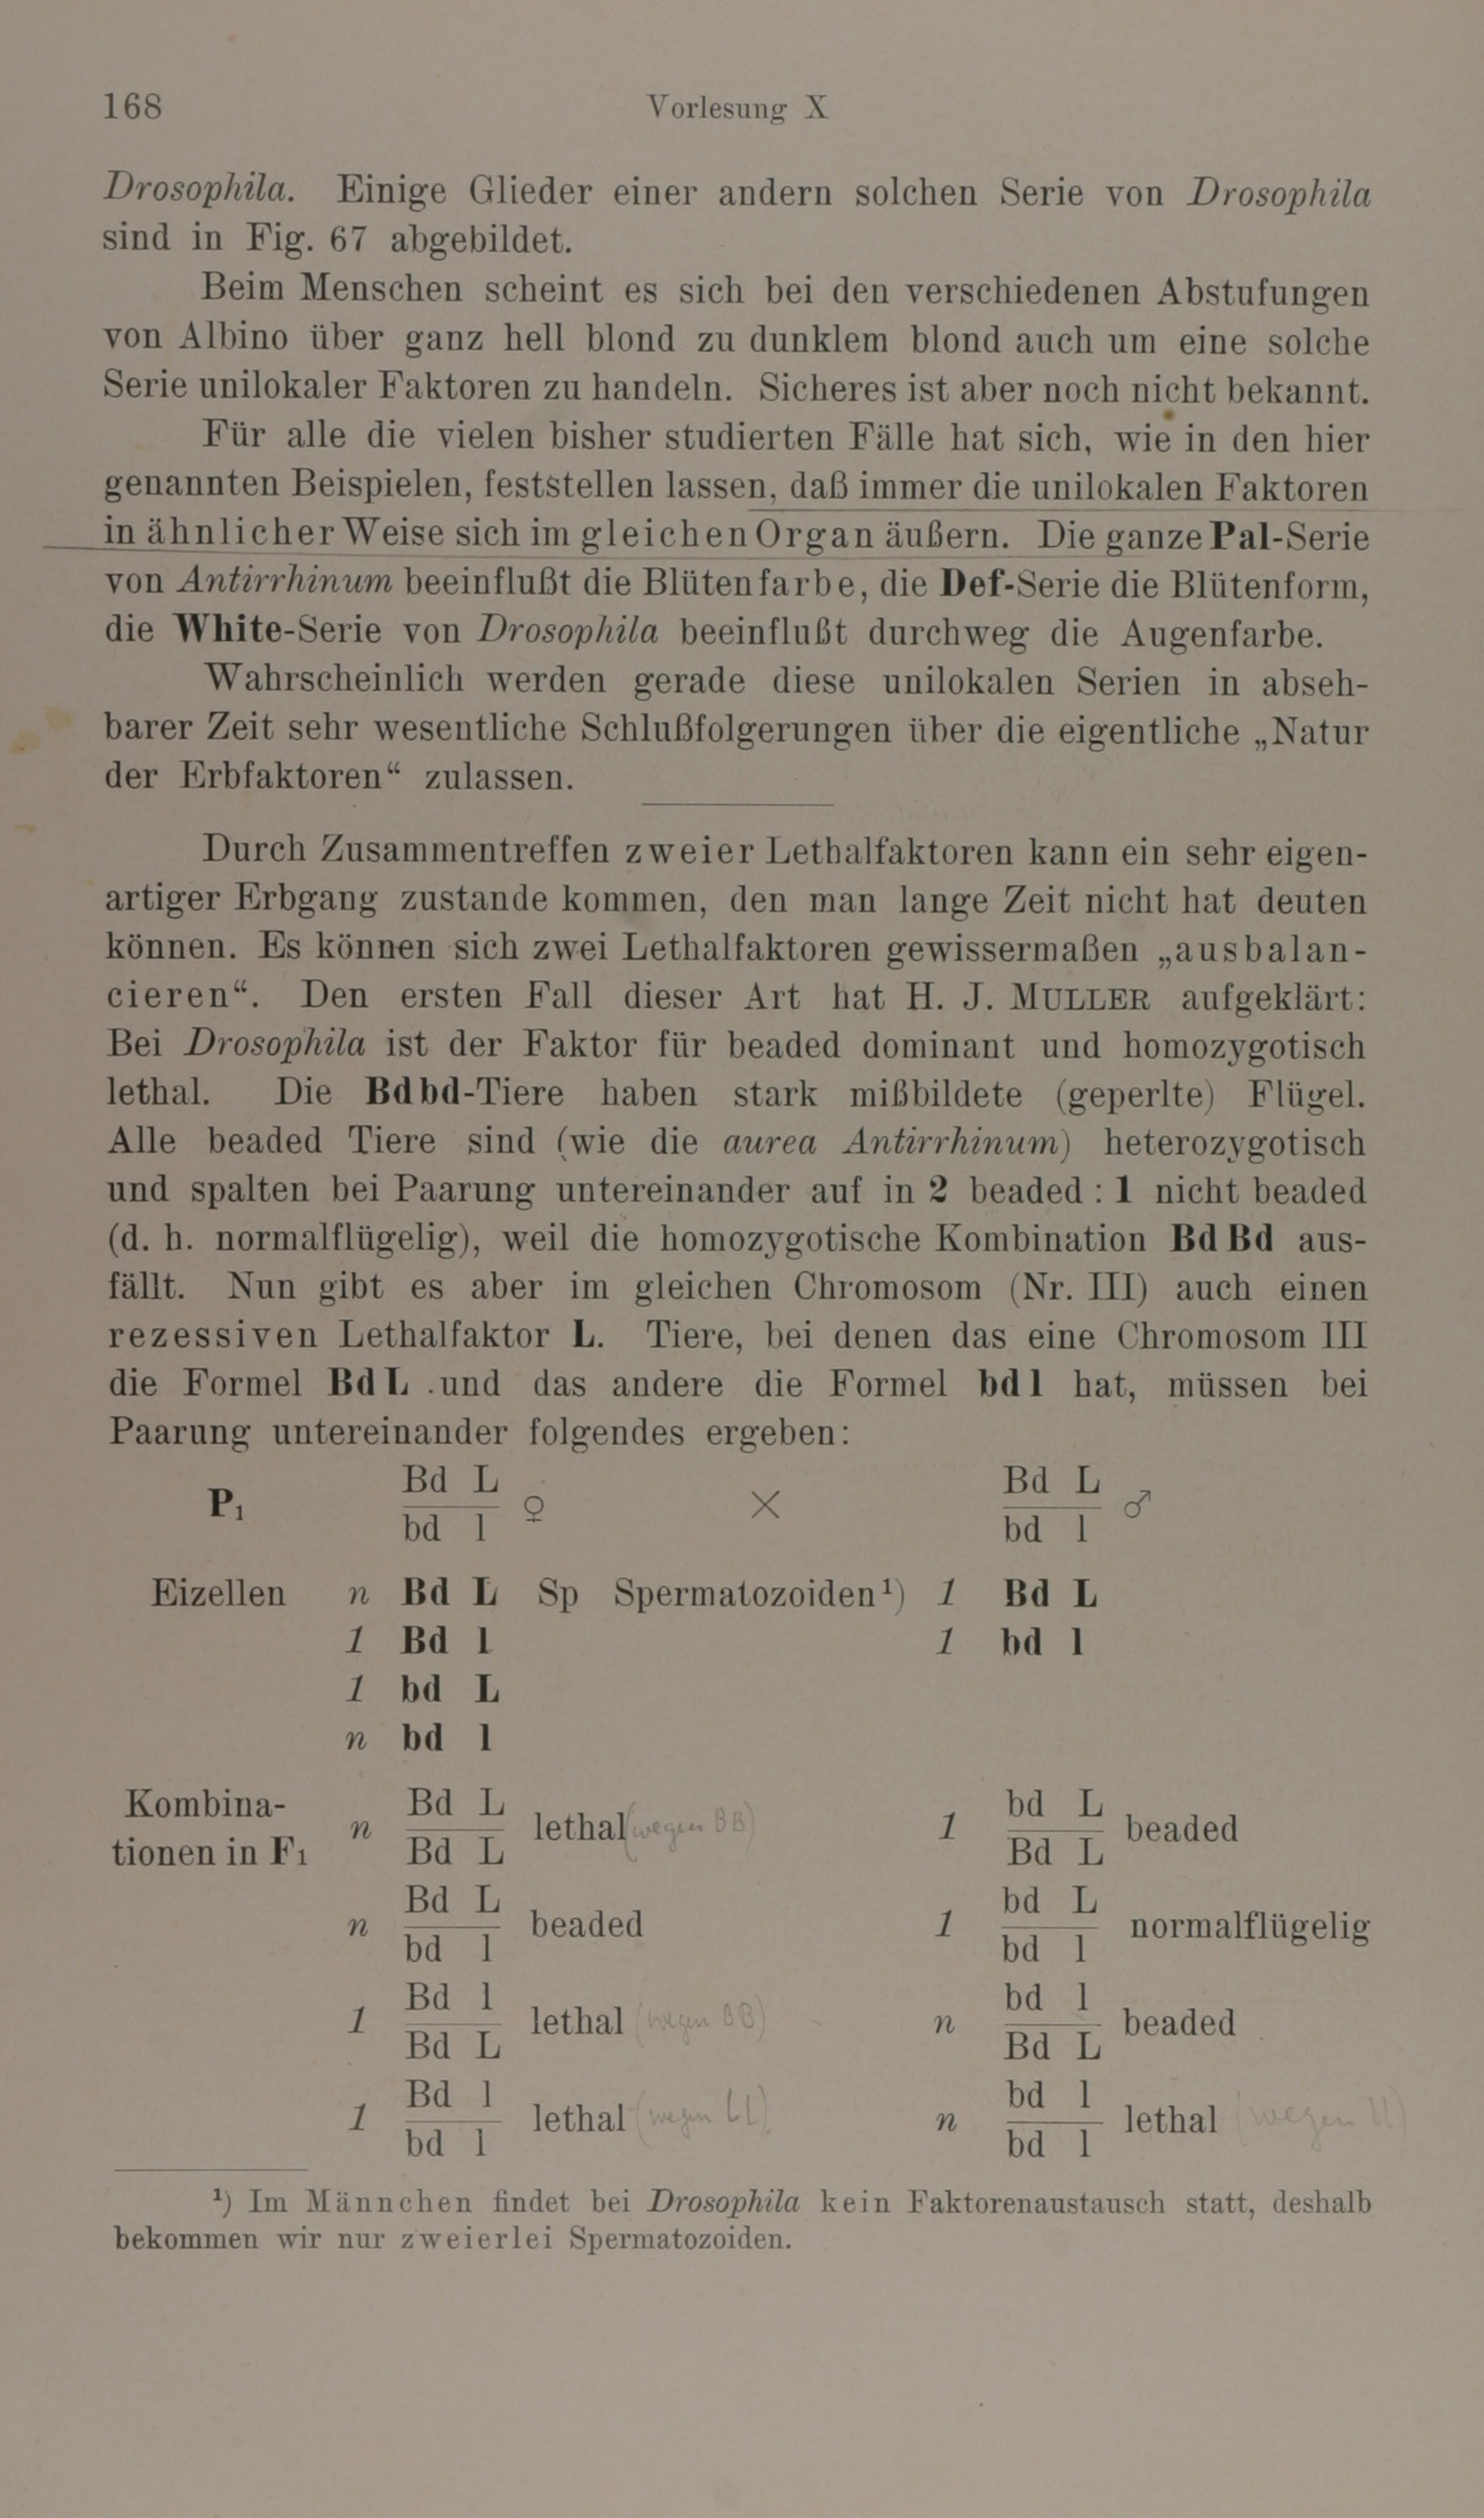 168 Vorlesung X
Drosophila. Einige Glieder einer andern solchen Serie von Drosophila
sind in Fig. 67 abgebildet.
Beim Menschen scheint es sich bei den verschiedenen Abstufungen
von Albino über ganz hell blond zu dunklem blond auch um eine solche
Serie unilokaler Faktoren zu handeln. Sicheres ist aber noch nicht bekannt.
Für alle die vielen bisher studierten Fälle hat sich, wie in den hier
genannten Beispielen, feststellen lassen, daß immer die unilokalen Faktoren
in ähnlicher Weise sich im gleichen Organ äußern. Die ganze Pal-Serie
von Antirrhinum beeinflußt die Blütenfarbe, die Def-Serie die Blütenform,
die White-Serie von Drosophila beeinflußt durchweg die Augenfarbe.
Wahrscheinlich werden gerade diese unilokalen Serien in abseh-
barer Zeit sehr wesentliche Schlußfolgerungen über die eigentliche „Natur
der Erbfaktoren“ zulassen.
Durch Zusammentreffen zweier Lethalfaktoren kann ein sehr eigen-
artiger Erbgang zustande kommen, den man lange Zeit nicht hat deuten
können. Es können sich zwei Lethalfaktoren gewissermaßen „ausbalan-
cieren“. Den ersten Fall dieser Art hat H. J. MULLER aufgeklärt:
Bei Drosophila ist der Faktor für beaded dominant und homozygotisch
lethal. Die Bdbd-Tiere haben stark mißbildete (geperlte) Flügel.
Alle beaded Tiere sind (wie die aurea Antirrhinum) heterozygotisch
und spalten bei Paarung untereinander auf in 2 beaded : 1 nicht beaded
(d. h. normalflügelig), weil die homozygotische Kombination Bd Bd aus-
fällt. Nun gibt es aber im gleichen Chromosom (Nr. III) auch einen
rezessiven Lethalfaktor L. Tiere, bei denen das eine Chromosom III
die Formel Bd L und das andere die Formel bd l hat, müssen bei
Paarung untereinander folgendes ergeben:
Bd L Bd L
P₁ ♀ × ♂
bd l bd l
Eizellen n Bd L Sp Spermatozoiden¹) 1 Bd L
1 Bd l 1 bd l
1 bd L
n bd l
Kombina- Bd L bd L
n lethal (wegen BB) 1 beaded
tionen in F₁ Bd L Bd L
Bd L bd L
n beaded 1 normalflügelig
bd l bd l
Bd l bd l
1 lethal (wegen BB) n beaded
Bd L Bd L
Bd l bd l
1 lethal (wegen ll) n lethal (wegen ll)
bd l bd l
¹) Im Männchen findet bei Drosophila kein Faktorenaustausch statt, deshalb
bekommen wir nur zweierlei Spermatozoiden.